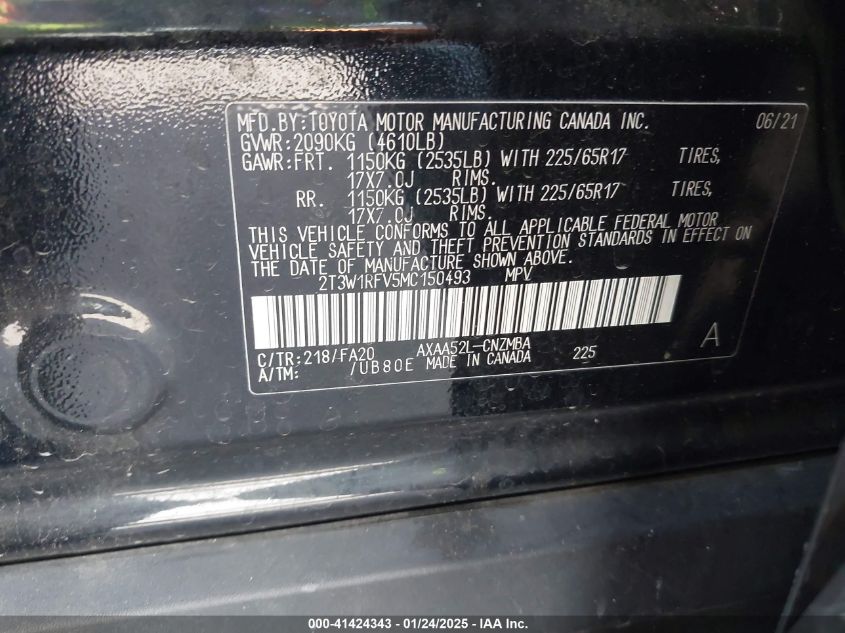 MFD.BY:TOYOTA MOTOR MANUFACTURING CANADA INC. 06/21
GVWR:2090KG (4610LB)
GAWR:FRT. 1150KG (2535LB) WITH 225/65R17 TIRES,
17X7.0J RIMS.
RR. 1150KG (2535LB) WITH 225/65R17 TIRES,
17X7.0J RIMS.
THIS VEHICLE CONFORMS TO ALL APPLICABLE FEDERAL MOTOR
VEHICLE SAFETY AND THEFT PREVENTION STANDARDS IN EFFECT ON
THE DATE OF MANUFACTURE SHOWN ABOVE.
2T3W1RFV5MC150493 MPV
C/TR:218/FA20 AXAA52L-CNZMBA 225 A
A/TM: /UB80E MADE IN CANADA
000-41424343 — 01/24/2025 — IAA Inc.